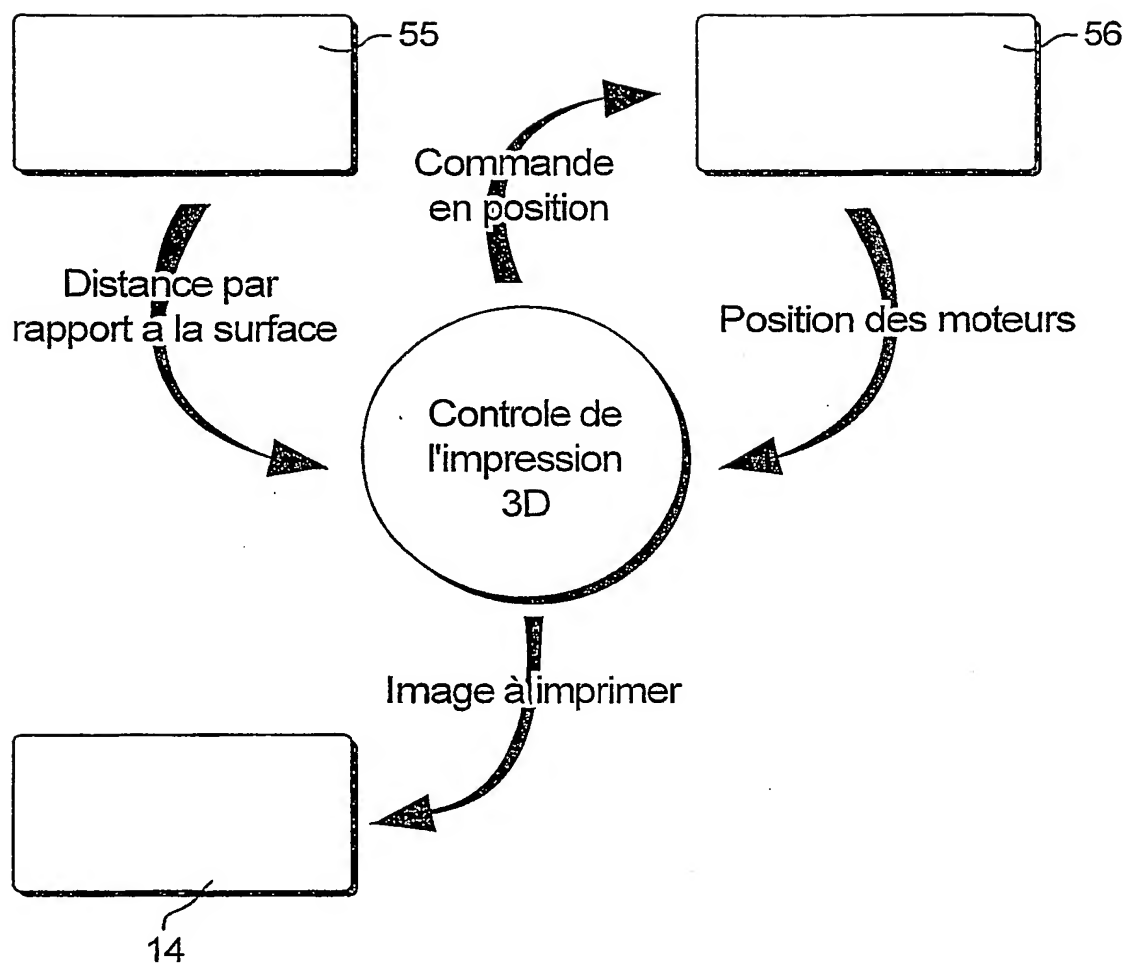 55
56
Commande
en position
Distance par
rapport a la surface
Position des moteurs
Controle de
l'impression
3D
Image à imprimer
14